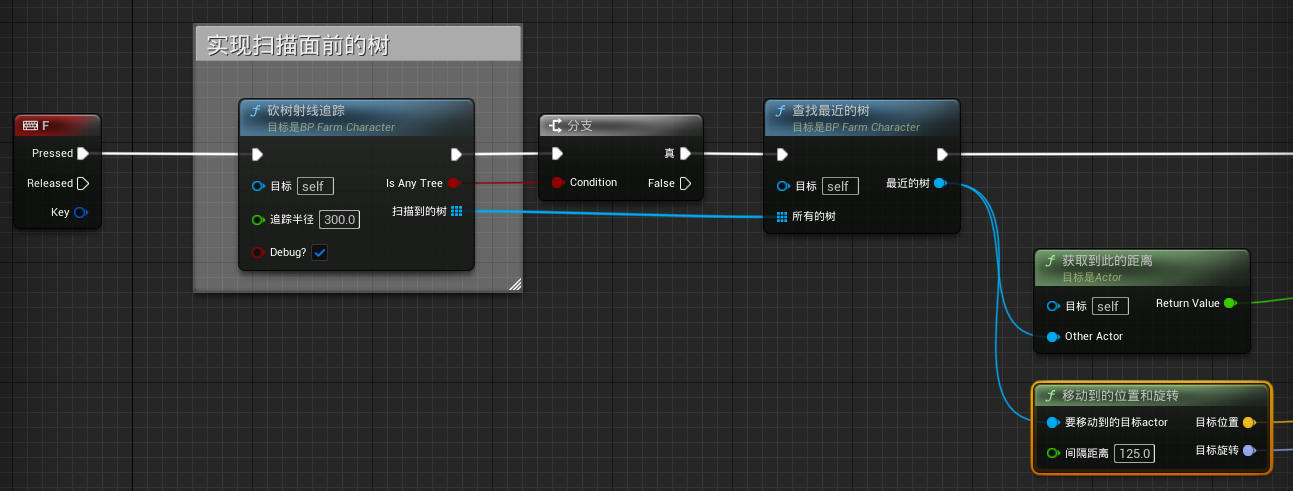 实现扫描面前的树
F
Pressed
Released
Key
f 砍树射线追踪
目标是BP Farm Character
目标 self
Is Any Tree
追踪半径 300.0
扫描到的树
Debug?
分支
真
Condition
False
f 查找最近的树
目标是BP Farm Character
目标 self
最近的树
所有的树
f 获取到此的距离
目标是Actor
目标 self
Return Value
Other Actor
f 移动到的位置和旋转
要移动到的目标actor
目标位置
间隔距离 125.0
目标旋转